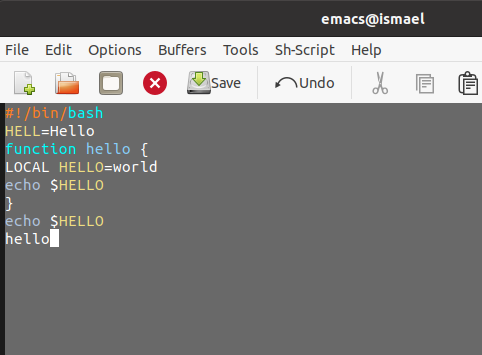 emacs@ismael
File Edit Options Buffers Tools Sh-Script Help
Save Undo
#!/bin/bash
HELL=Hello
function hello {
LOCAL HELLO=world
echo $HELLO
}
echo $HELLO
hello